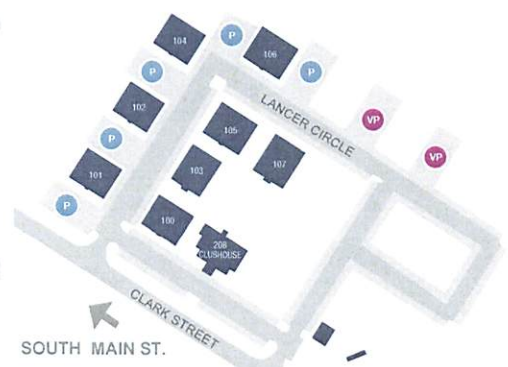 104
P
106
P
P
102
LANCER CIRCLE
VP
105
P
107
VP
101
103
P
100
208
CLUBHOUSE
CLARK STREET
SOUTH MAIN ST.